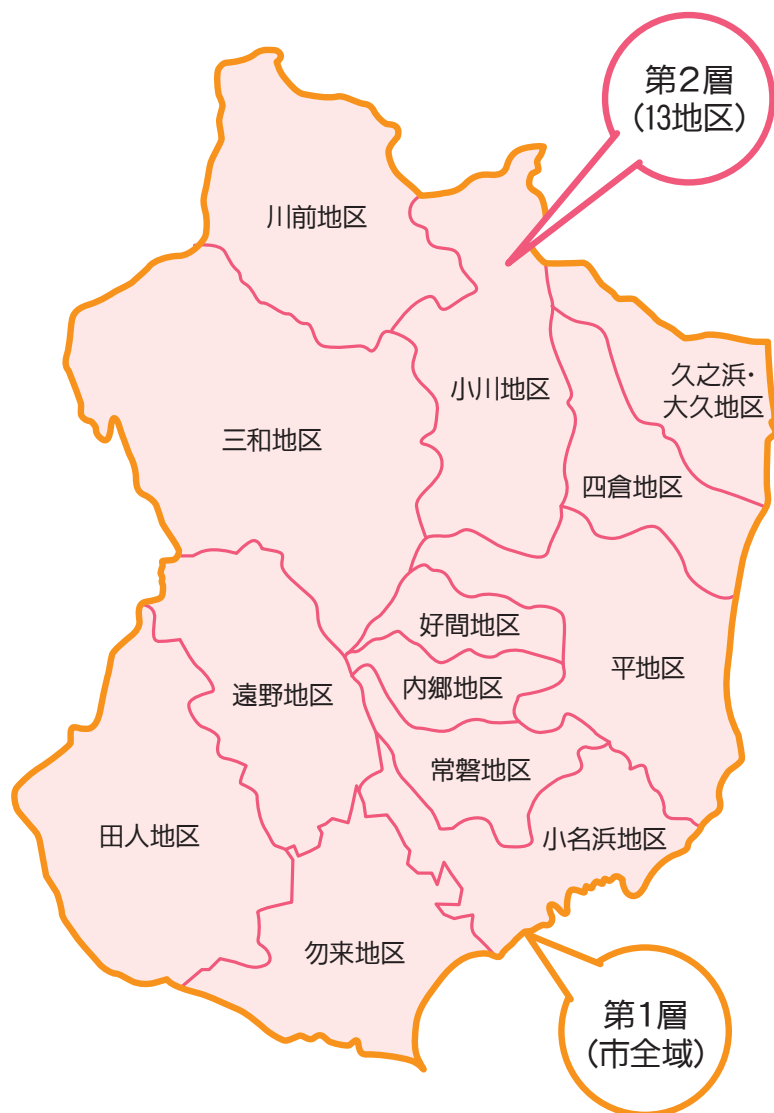 第2層
(13地区)
川前地区
小川地区
久之浜・
大久地区
三和地区
四倉地区
好間地区
平地区
内郷地区
遠野地区
常磐地区
田人地区
小名浜地区
勿来地区
第1層
(市全域)